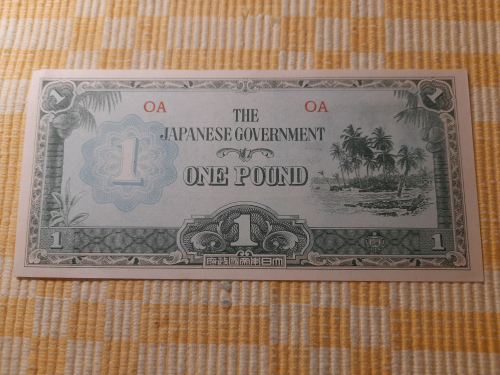 1
1
OA
OA
THE
JAPANESE GOVERNMENT
1
ONE POUND
1
1
1
府政國帝本日大